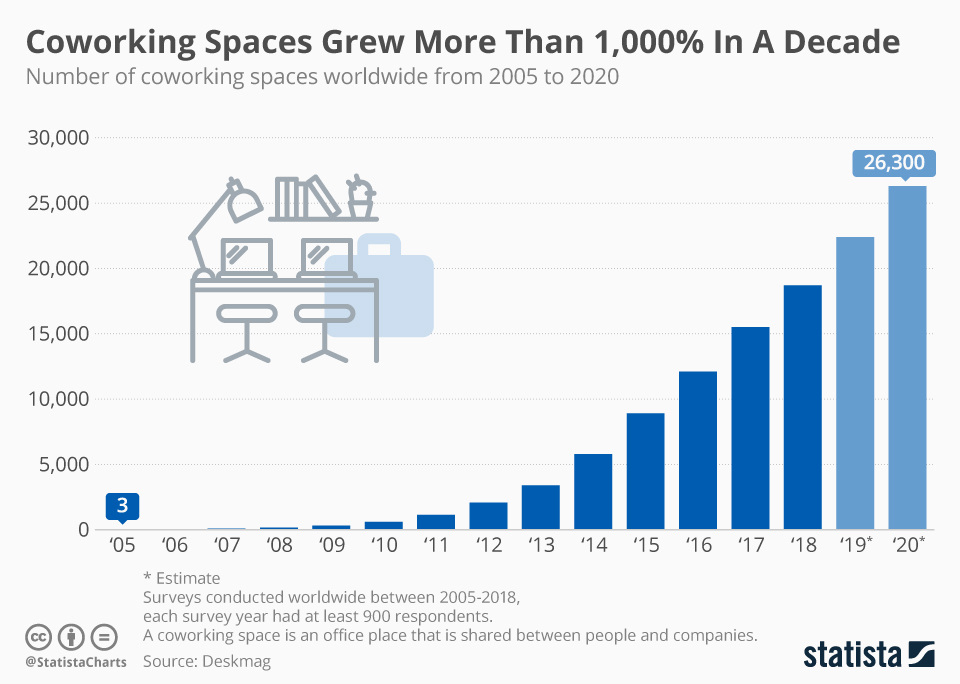 Coworking Spaces Grew More Than 1,000% In A Decade
Number of coworking spaces worldwide from 2005 to 2020
30,000
25,000
20,000
15,000
10,000
5,000
0
3
26,300
‘05 ‘06 ‘07 ‘08 ‘09 ‘10 ‘11 ‘12 ‘13 ‘14 ‘15 ‘16 ‘17 ‘18 ‘19* ‘20*
* Estimate
Surveys conducted worldwide between 2005-2018,
each survey year had at least 900 respondents.
A coworking space is an office place that is shared between people and companies.
Source: Deskmag
cc
@StatistaCharts
statista